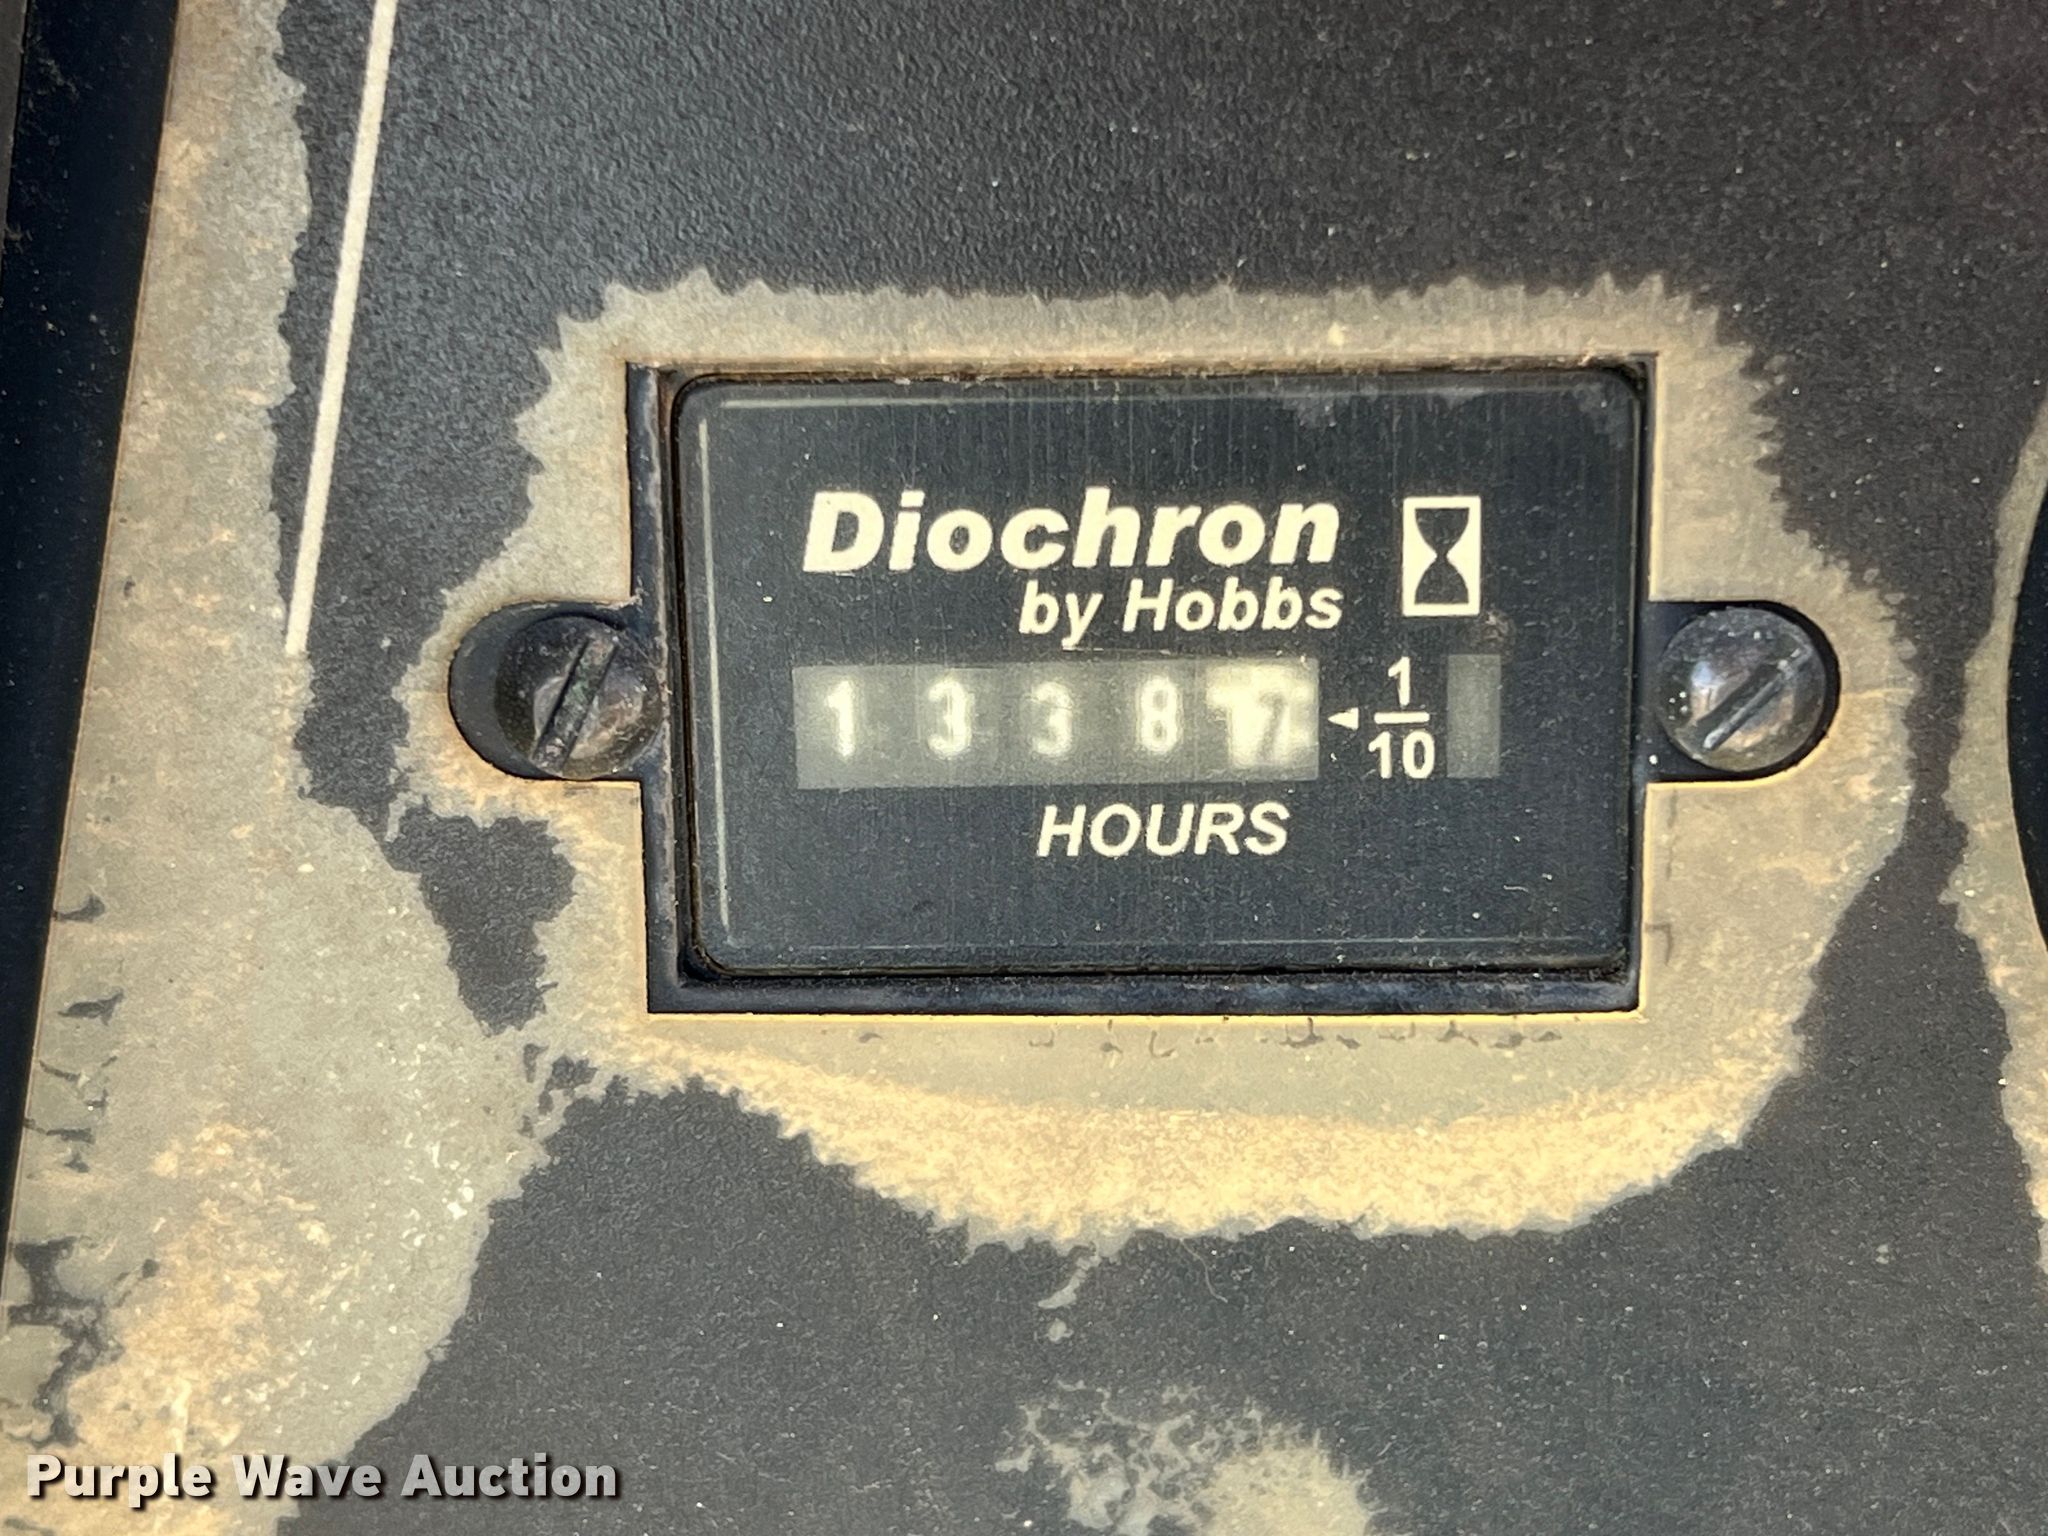 Diochron
by Hobbs
1 3 3 8 7
1
10
HOURS
Purple Wave Auction